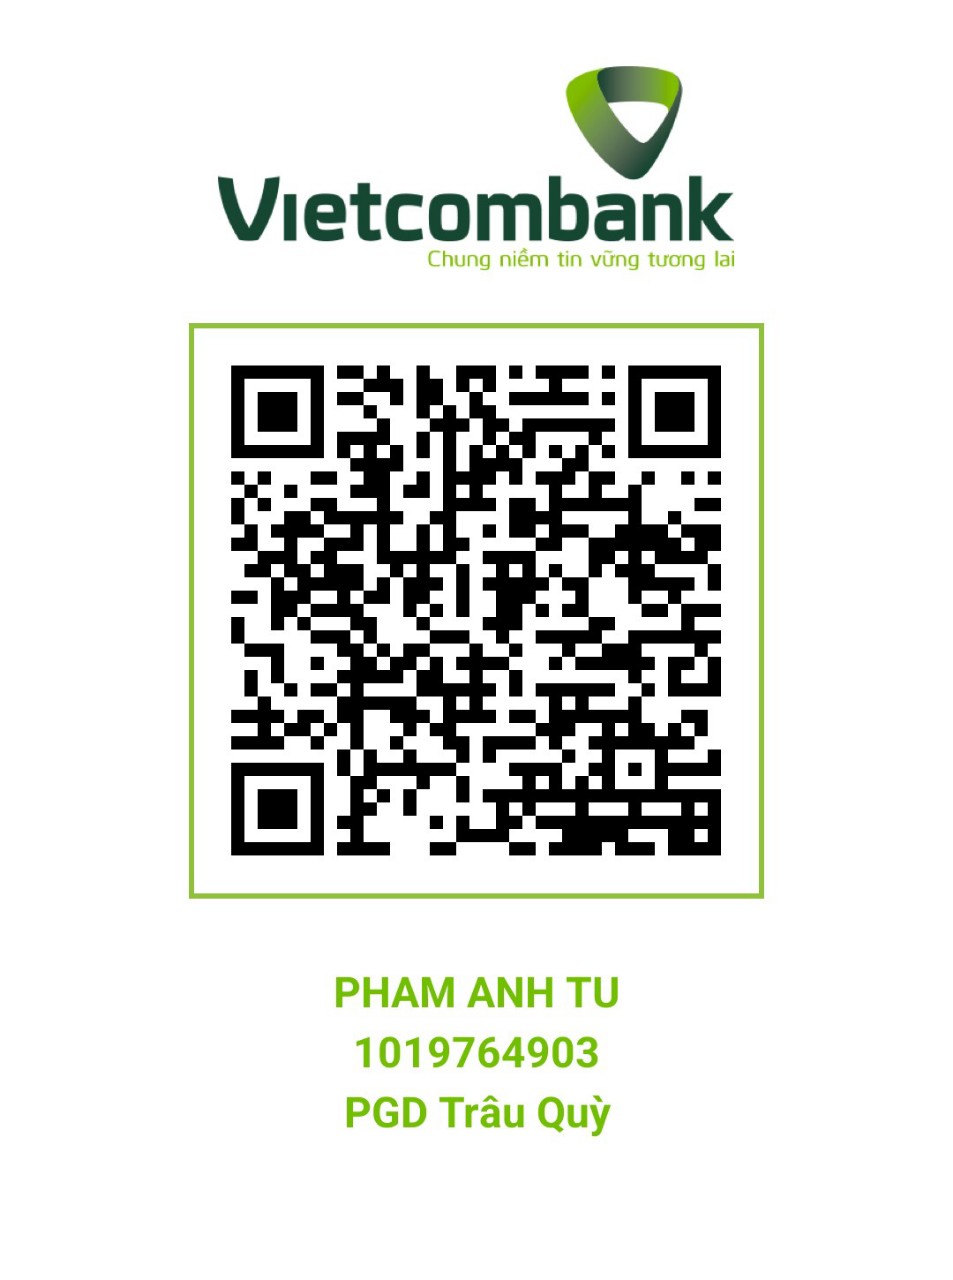 Vietcombank
Chung niềm tin vững tương lai
PHAM ANH TU
1019764903
PGD Trâu Quỳ